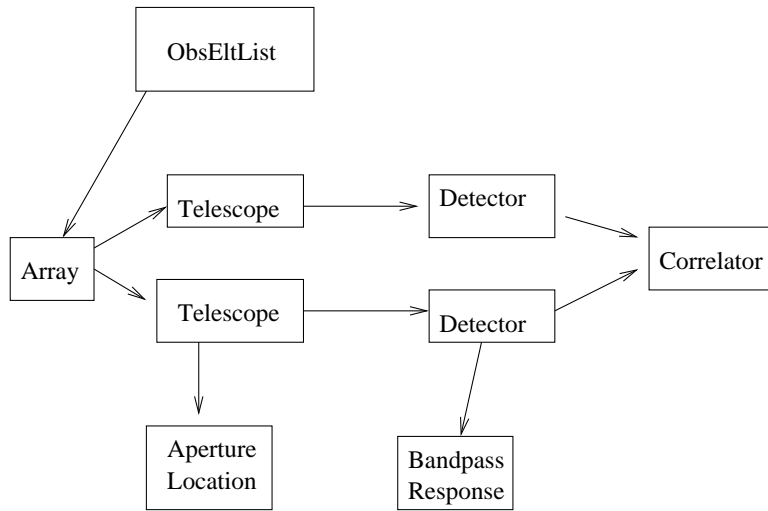 ObsEltList
Telescope
Detector
Array
Correlator
Telescope
Detector
Aperture
Location
Bandpass
Response